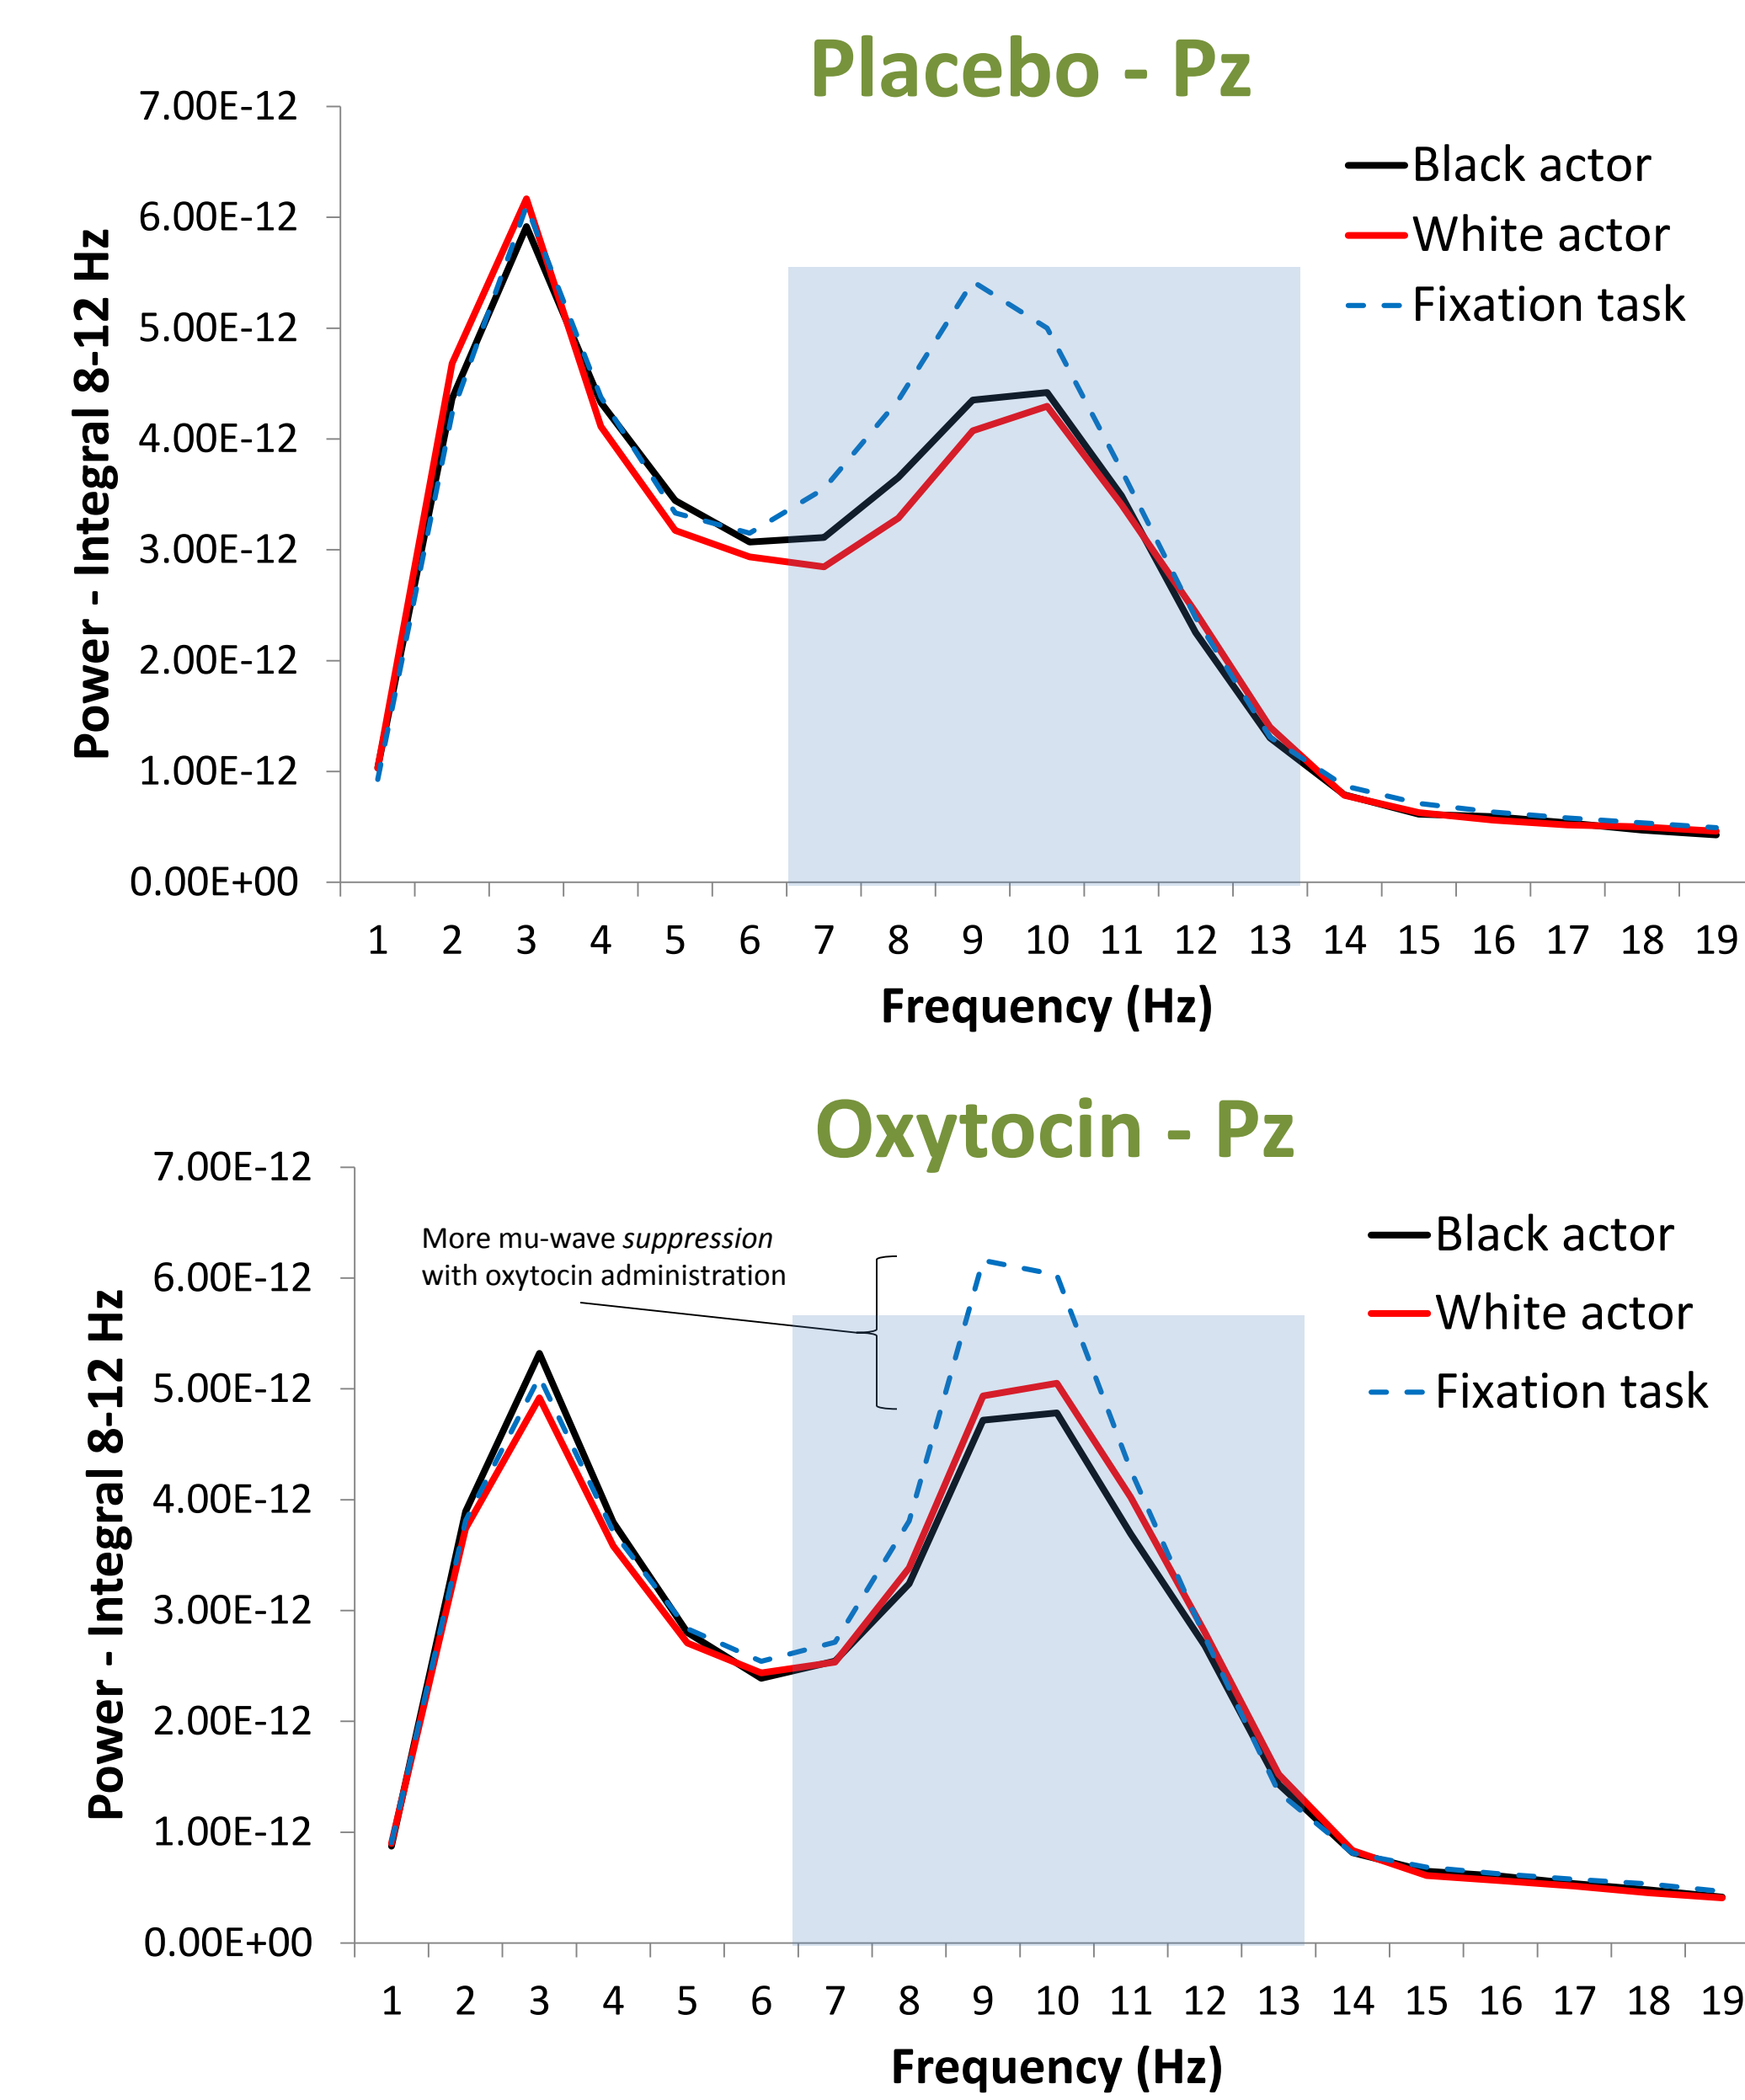 Placebo - Pz
7.00E-12
6.00E-12
5.00E-12
4.00E-12
3.00E-12
2.00E-12
1.00E-12
0.00E+00
Power - Integral 8-12 Hz
Black actor
White actor
Fixation task
1 2 3 4 5 6 7 8 9 10 11 12 13 14 15 16 17 18 19
Frequency (Hz)
Oxytocin - Pz
7.00E-12
6.00E-12
5.00E-12
4.00E-12
3.00E-12
2.00E-12
1.00E-12
0.00E+00
Power - Integral 8-12 Hz
More mu-wave suppression
with oxytocin administration
Black actor
White actor
Fixation task
1 2 3 4 5 6 7 8 9 10 11 12 13 14 15 16 17 18 19
Frequency (Hz)